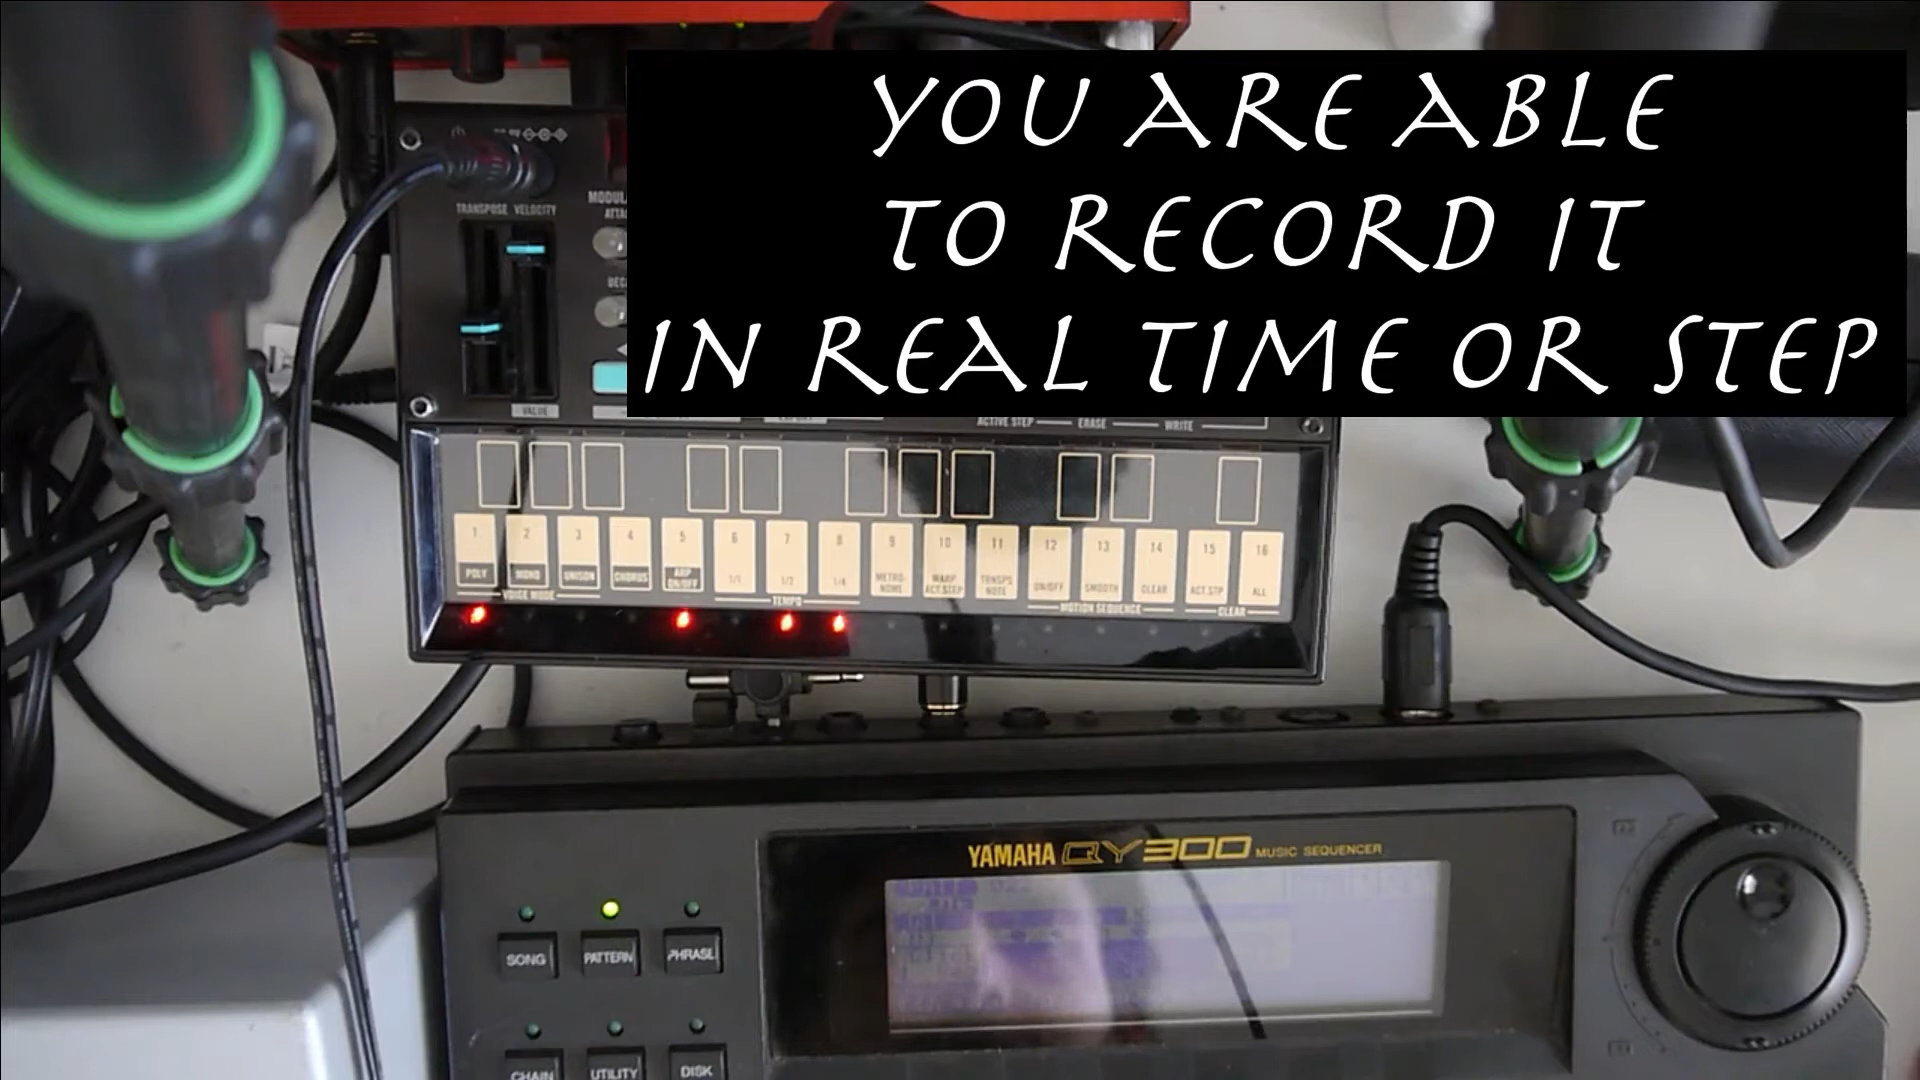 YOU ARE ABLE
TO RECORD IT
IN REAL TIME OR STEP
TRANSPOSE VELOCITY
MODUL
ATTA
DEC
VALUE
ACTIVE STEP ERASE WRITE
1 2 3 4 5 6 7 8 9 10 11 12 13 14 15 16
POLY MONO UNISON CHORUS ARP ON/OFF 1/1 1/2 1/4 METRO-NOME WARP ACT.STEP TRNSPS NOTE ON/OFF SMOOTH CLEAR ACT.STP ALL
VOICE MODE TEMPO MOTION SEQUENCE CLEAR
YAMAHA QY300 MUSIC SEQUENCER
SONG PATTERN PHRASE
CHAIN UTILITY DISK